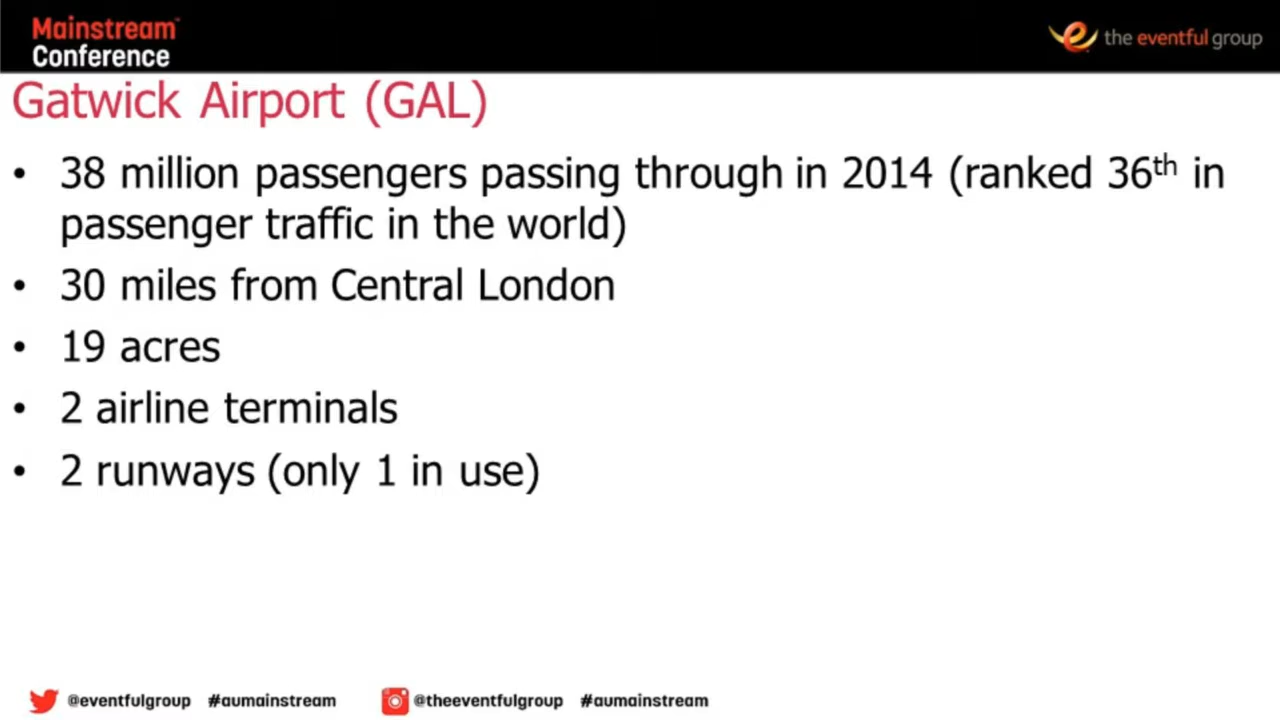 Mainstream™
Conference
the eventful group
Gatwick Airport (GAL)
• 38 million passengers passing through in 2014 (ranked 36th in
passenger traffic in the world)
• 30 miles from Central London
• 19 acres
• 2 airline terminals
• 2 runways (only 1 in use)
@eventfulgroup #aumainstream @theeventfulgroup #aumainstream